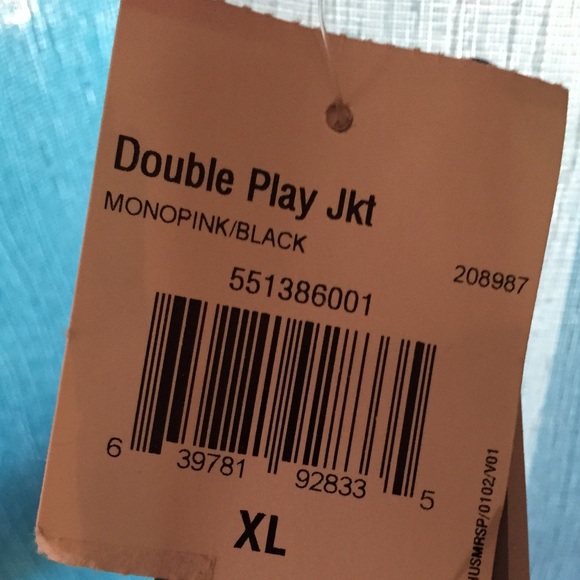 Double Play Jkt
MONOPINK/BLACK
208987
551386001
6 39781 92833 5
XL
USMRSP/0102/V01